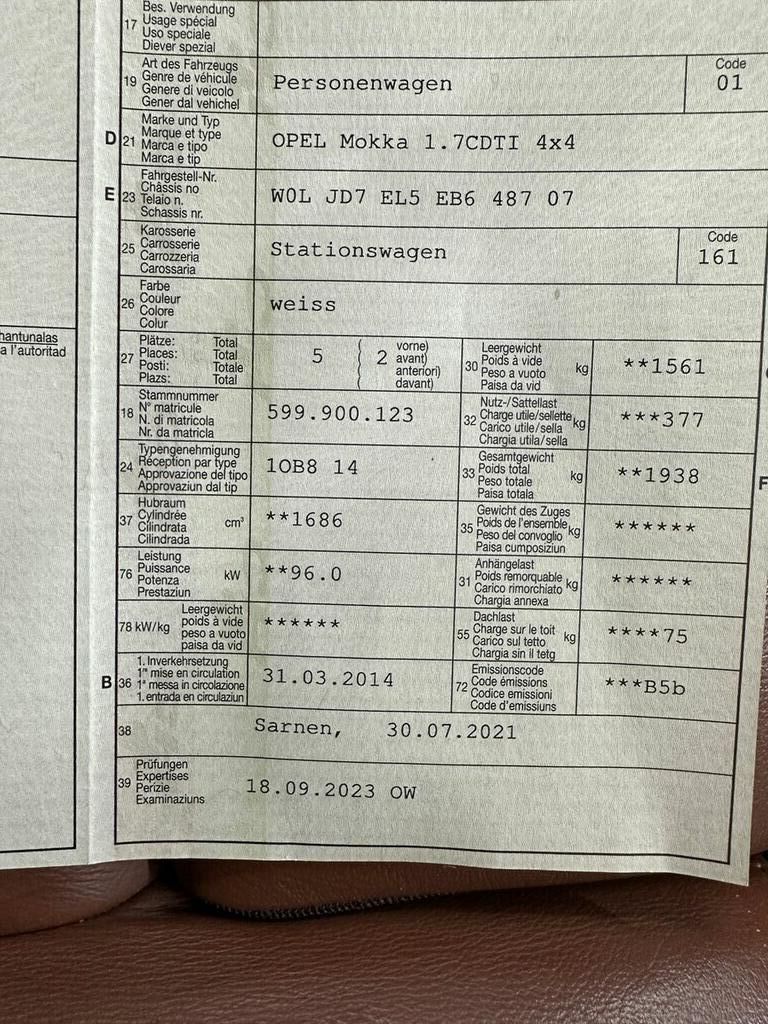 Bes. Verwendung
17 Usage spécial
Uso speciale
Diever spezial
Art des Fahrzeugs
19 Genre de véhicule
Genere di veicolo
Gener dal vehichel
Personenwagen
Code
01
Marke und Typ
D 21 Marque et type
Marca e tipo
Marca e tip
OPEL Mokka 1.7CDTI 4x4
Fahrgestell-Nr.
E 23 Châssis no
Telaio n.
Schassis nr.
W0L JD7 EL5 EB6 487 07
Karosserie
25 Carrosserie
Carrozzeria
Carossaria
Stationswagen
Code
161
Farbe
26 Couleur
Colore
Colur
weiss
hantunalas
a l'autoritad
Plätze: Total
27 Places: Total
Posti: Totale
Plazs: Total
5 ( 2 vorne)
avant)
anteriori)
davant)
Leergewicht
30 Poids à vide kg
Peso a vuoto
Paisa da vid
**1561
Stammnummer
18 N° matricule
N. di matricola
Nr. da matricla
599.900.123
Nutz-/Sattellast
32 Charge utile/sellette kg
Carico utile/sella
Chargia utila/sella
***377
Typengenehmigung
24 Réception par type
Approvazione del tipo
Approvaziun dal tip
1OB8 14
Gesamtgewicht
33 Poids total kg
Peso totale
Paisa totala
**1938
F
Hubraum
37 Cylindrée cm³
Cilindrata
Cilindrada
**1686
Gewicht des Zuges
35 Poids de l'ensemble kg
Peso del convoglio
Paisa cumposiziun
******
Leistung
76 Puissance kW
Potenza
Prestaziun
**96.0
Anhängelast
31 Poids remorquable kg
Carico rimorchiato
Chargia annexa
******
Leergewicht
78 kW/kg poids à vide
peso a vuoto
paisa da vid
******
Dachlast
55 Charge sur le toit kg
Carico sul tetto
Chargia sin il tetg
****75
1. Inverkehrsetzung
B 36 1re mise en circulation
1a messa in circolazione
1. entrada en circulaziun
31.03.2014
Emissionscode
72 Code émissions
Codice emissioni
Code d'emissiuns
***B5b
38 Sarnen, 30.07.2021
Prüfungen
39 Expertises
Perizie
Examinaziuns
18.09.2023 OW